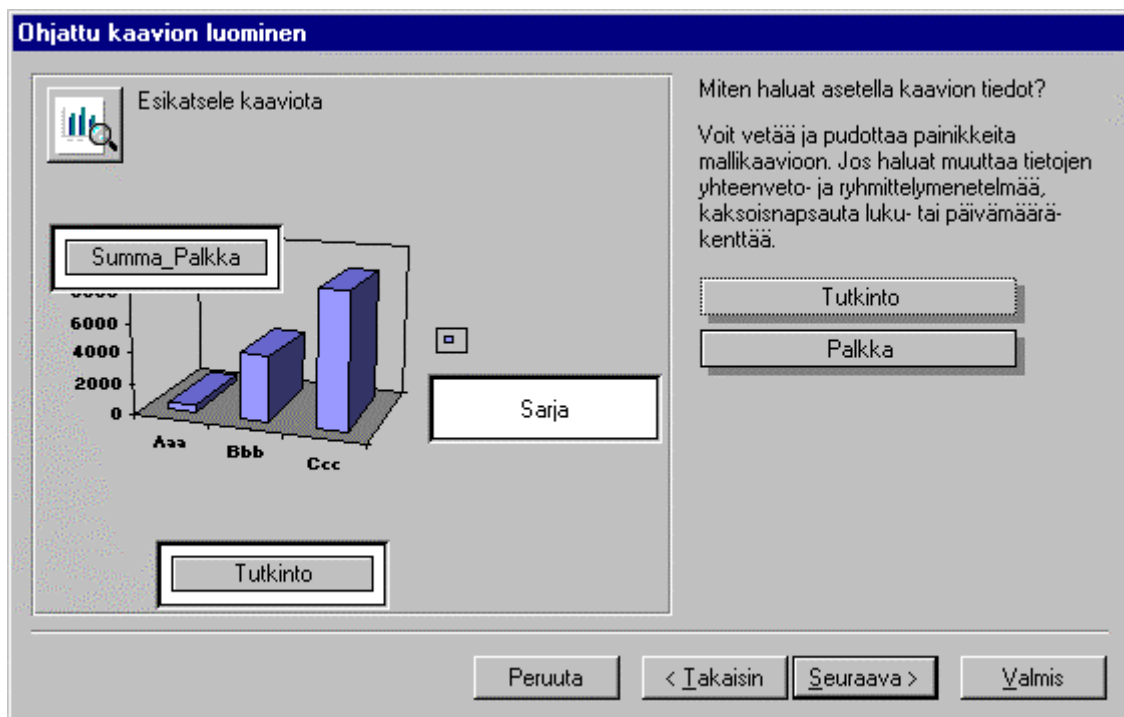 Ohjattu kaavion luominen
Esikatsele kaaviota
Summa_Palkka
6000
4000
2000
0
Aaa
Bbb
Ccc
Sarja
Tutkinto
Miten haluat asetella kaavion tiedot?
Voit vetää ja pudottaa painikkeita
mallikaavioon. Jos haluat muuttaa tietojen
yhteenveto- ja ryhmittelymenetelmää,
kaksoisnapsauta luku- tai päivämäärä-
kenttää.
Tutkinto
Palkka
Peruuta
< Takaisin
Seuraava >
Valmis